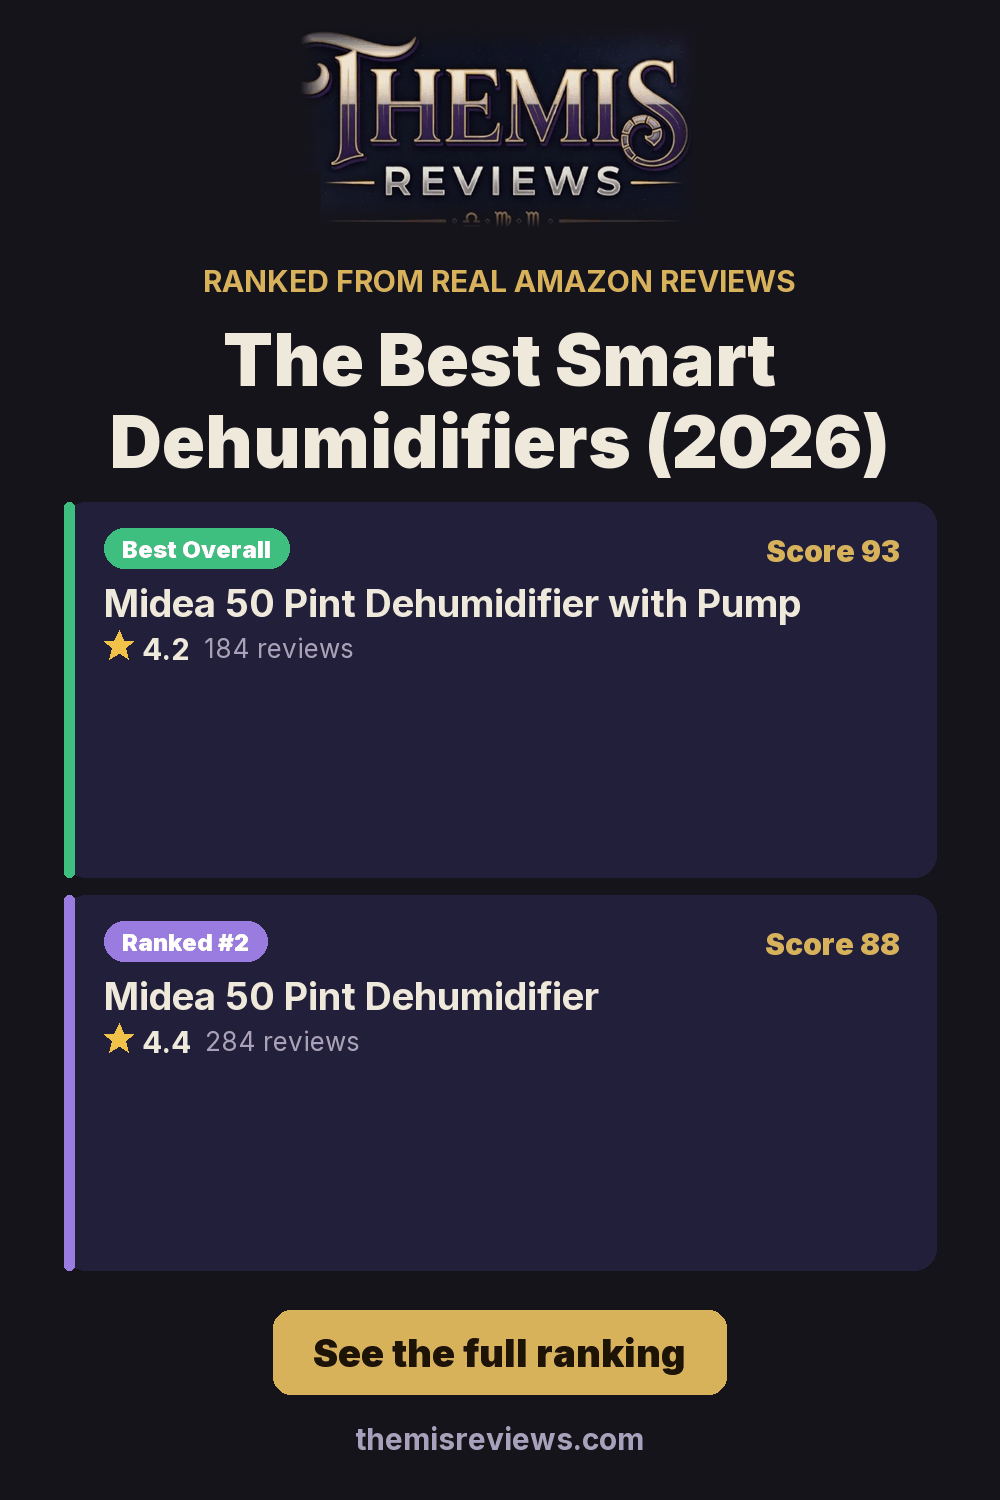 THEMIS
REVIEWS
♎ ♍ ♏
RANKED FROM REAL AMAZON REVIEWS
The Best Smart
Dehumidifiers (2026)
Best Overall
Score 93
Midea 50 Pint Dehumidifier with Pump
4.2 184 reviews
Ranked #2
Score 88
Midea 50 Pint Dehumidifier
4.4 284 reviews
See the full ranking
themisreviews.com